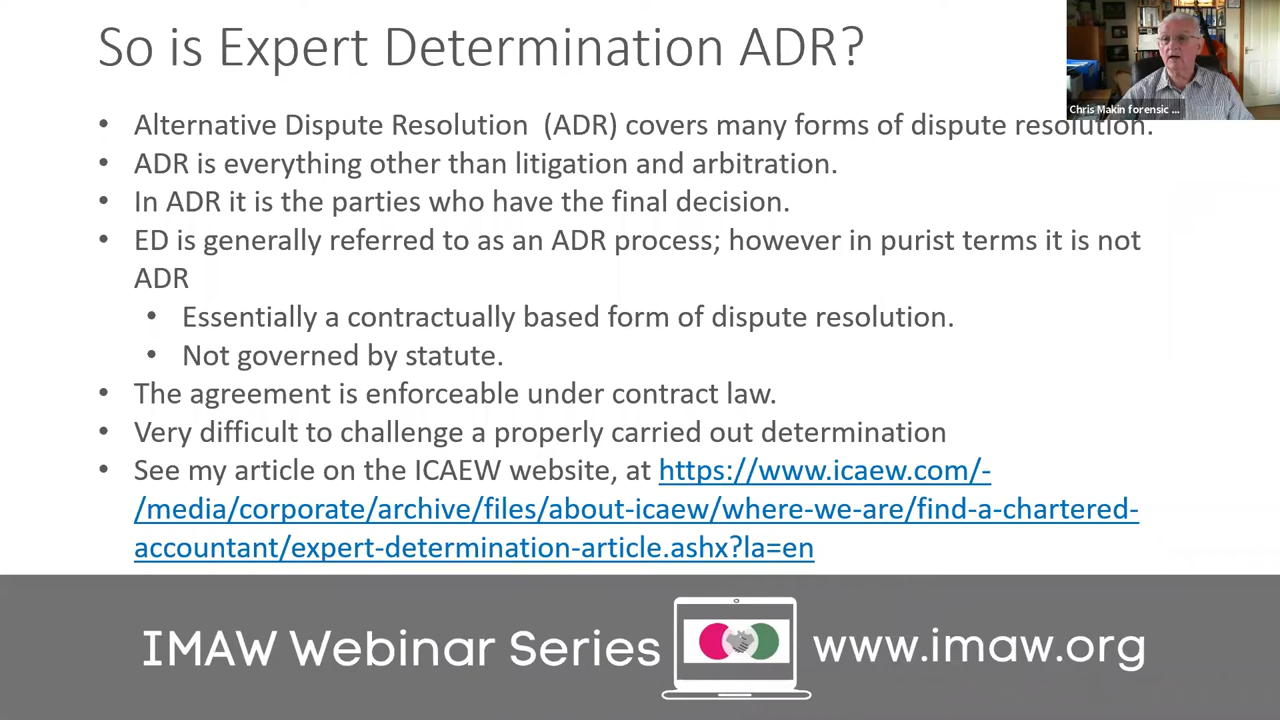 So is Expert Determination ADR?
Chris Makin forensic ...
• Alternative Dispute Resolution (ADR) covers many forms of dispute resolution.
• ADR is everything other than litigation and arbitration.
• In ADR it is the parties who have the final decision.
• ED is generally referred to as an ADR process; however in purist terms it is not
ADR
• Essentially a contractually based form of dispute resolution.
• Not governed by statute.
• The agreement is enforceable under contract law.
• Very difficult to challenge a properly carried out determination
• See my article on the ICAEW website, at https://www.icaew.com/-
/media/corporate/archive/files/about-icaew/where-we-are/find-a-chartered-
accountant/expert-determination-article.ashx?la=en
IMAW Webinar Series www.imaw.org